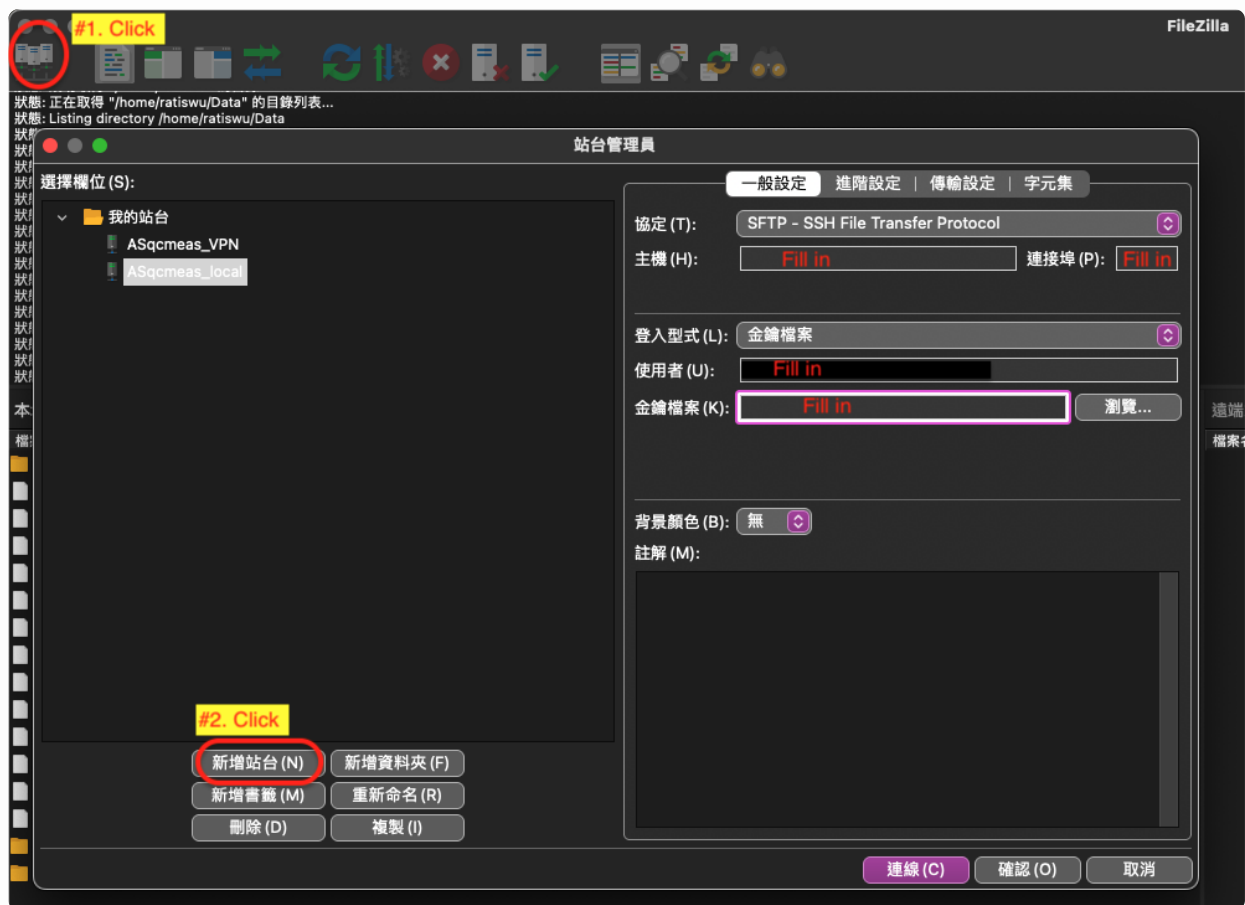 #1. Click
FileZilla
狀態: 正在取得 "/home/ratiswu/Data" 的目錄列表...
狀態: Listing directory /home/ratiswu/Data
站台管理員
選擇欄位 (S):
我的站台
ASqcmeas_VPN
ASqcmeas_local
一般設定 進階設定 | 傳輸設定 | 字元集
協定 (T): SFTP - SSH File Transfer Protocol
主機 (H): Fill in 連接埠 (P): Fill in
登入型式 (L): 金鑰檔案
使用者 (U): Fill in
金鑰檔案 (K): Fill in 瀏覽...
遠端
背景顏色 (B): 無
註解 (M):
#2. Click
新增站台 (N) 新增資料夾 (F)
新增書籤 (M) 重新命名 (R)
刪除 (D) 複製 (I)
連線 (C) 確認 (O) 取消